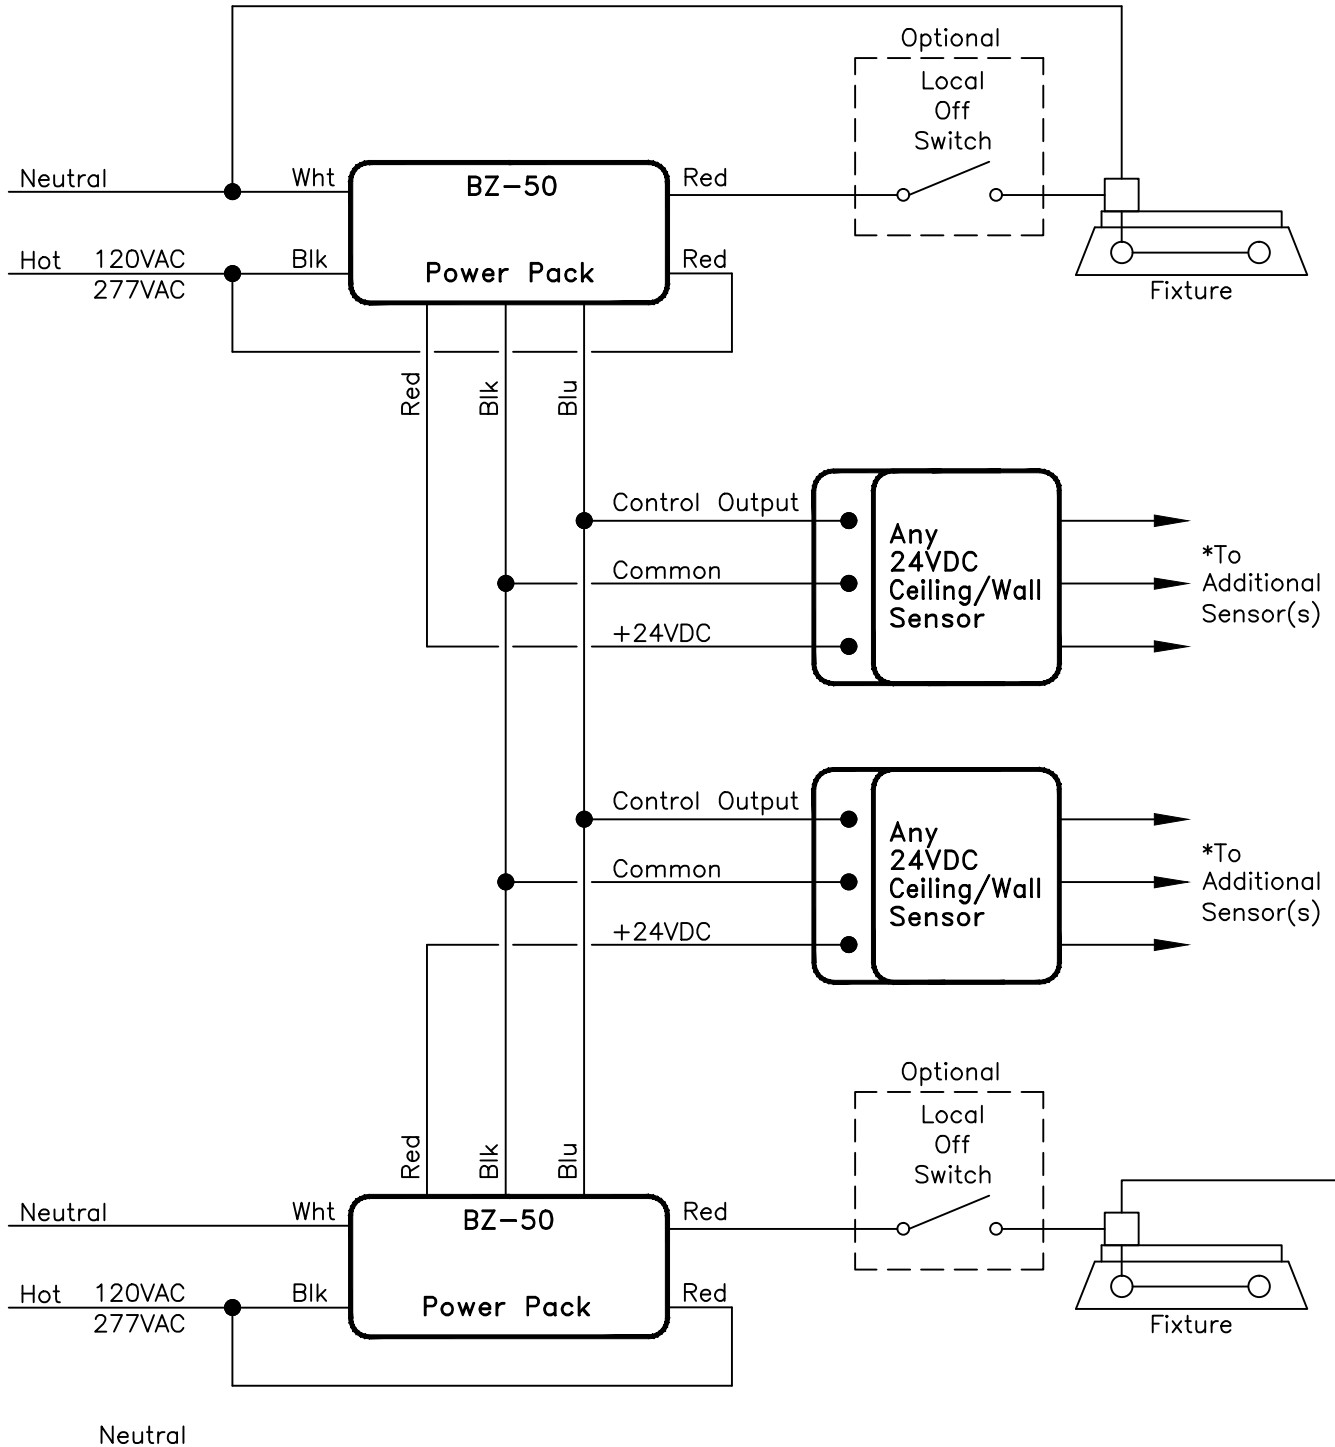 Optional
Local
Off
Switch
Neutral
Wht
BZ-50
Red
Hot
120VAC
277VAC
Blk
Power Pack
Red
Fixture
Red
Blk
Blu
Control Output
Common
+24VDC
Any
24VDC
Ceiling/Wall
Sensor
*To
Additional
Sensor(s)
Control Output
Common
+24VDC
Any
24VDC
Ceiling/Wall
Sensor
*To
Additional
Sensor(s)
Optional
Local
Off
Switch
Red
Blk
Blu
Neutral
Wht
BZ-50
Red
Hot
120VAC
277VAC
Blk
Power Pack
Red
Fixture
Neutral